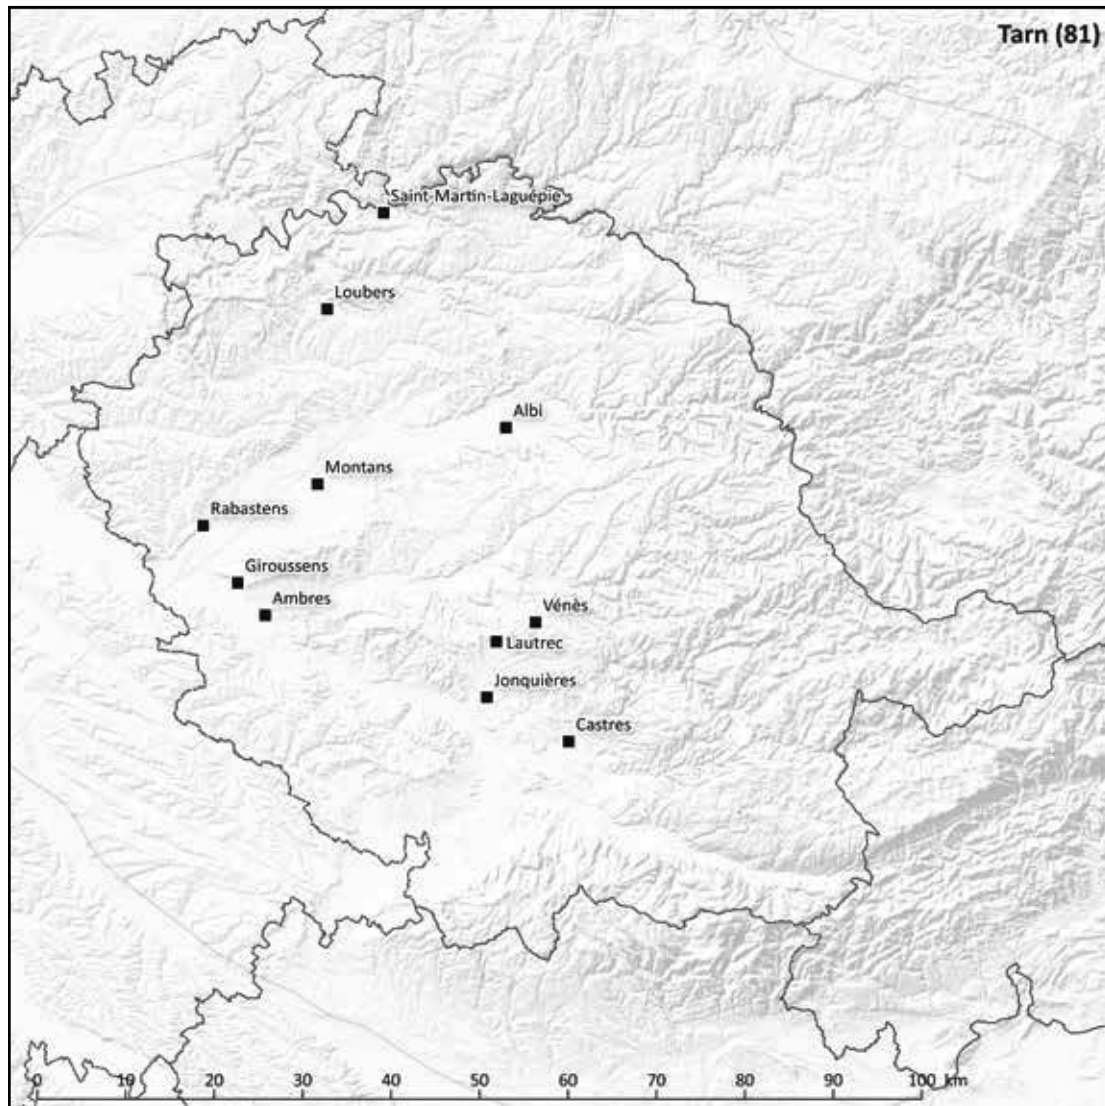 Tarn (81)
Saint-Martin-Laguépie
Loubers
Albi
Montans
Rabastens
Giroussens
Ambres
Vénès
Lautrec
Jonquières
Castres
0 10 20 30 40 50 60 70 80 90 100 km